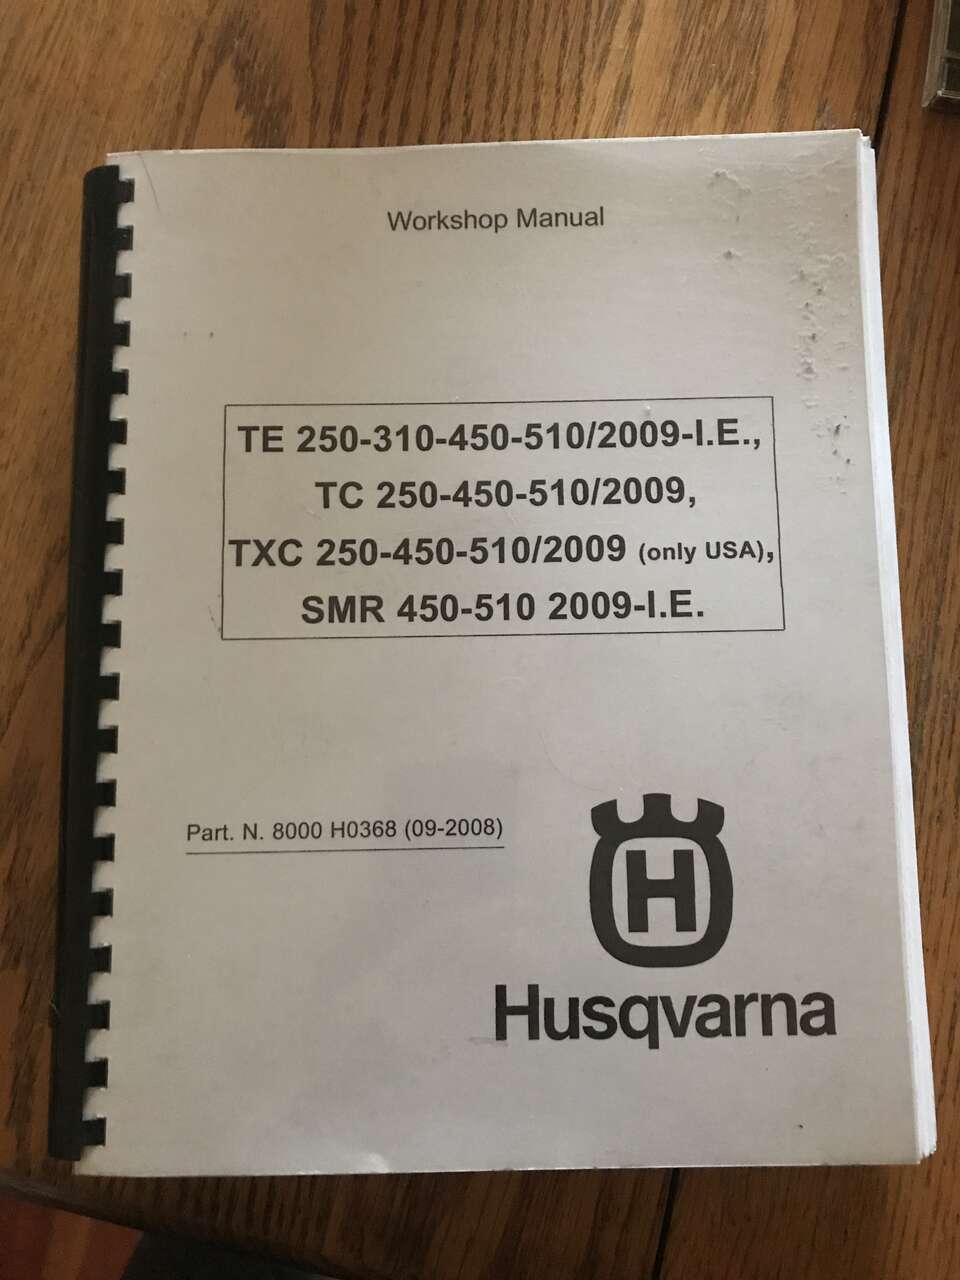 Workshop Manual
TE 250-310-450-510/2009-I.E.,
TC 250-450-510/2009,
TXC 250-450-510/2009 (only USA),
SMR 450-510 2009-I.E.
Part. N. 8000 H0368 (09-2008)
H
Husqvarna